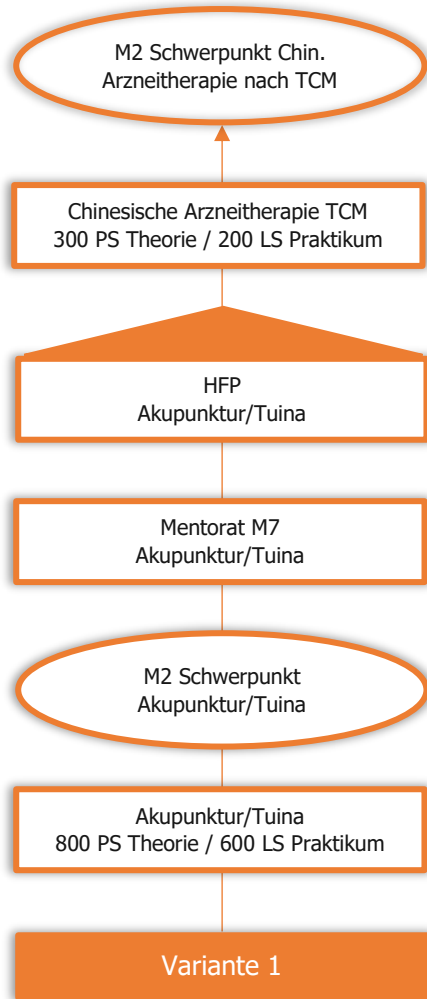 M2 Schwerpunkt Chin.
Arzneitherapie nach TCM
Chinesische Arzneitherapie TCM
300 PS Theorie / 200 LS Praktikum
HFP
Akupunktur/Tuina
Mentorat M7
Akupunktur/Tuina
M2 Schwerpunkt
Akupunktur/Tuina
Akupunktur/Tuina
800 PS Theorie / 600 LS Praktikum
Variante 1